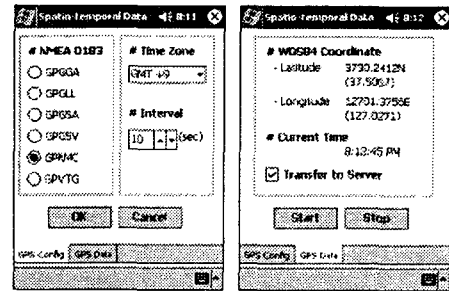 Spatio-Temporal Data 8:11
# NMEA 0183
GPGGA
GPGLL
GPGSA
GPGSV
GPRMC
GPVTG
# Time Zone
GMT +9
# Interval
10 (sec)
OK Cancel
GPS Config GPS Data
Spatio-Temporal Data 8:12
# WGS84 Coordinate
- Latitude 3730.2412N
(37.5067)
- Longitude 12701.3756E
(127.0271)
# Current Time
8:12:45 PM
Transfer to Server
Start Stop
GPS Config GPS Data